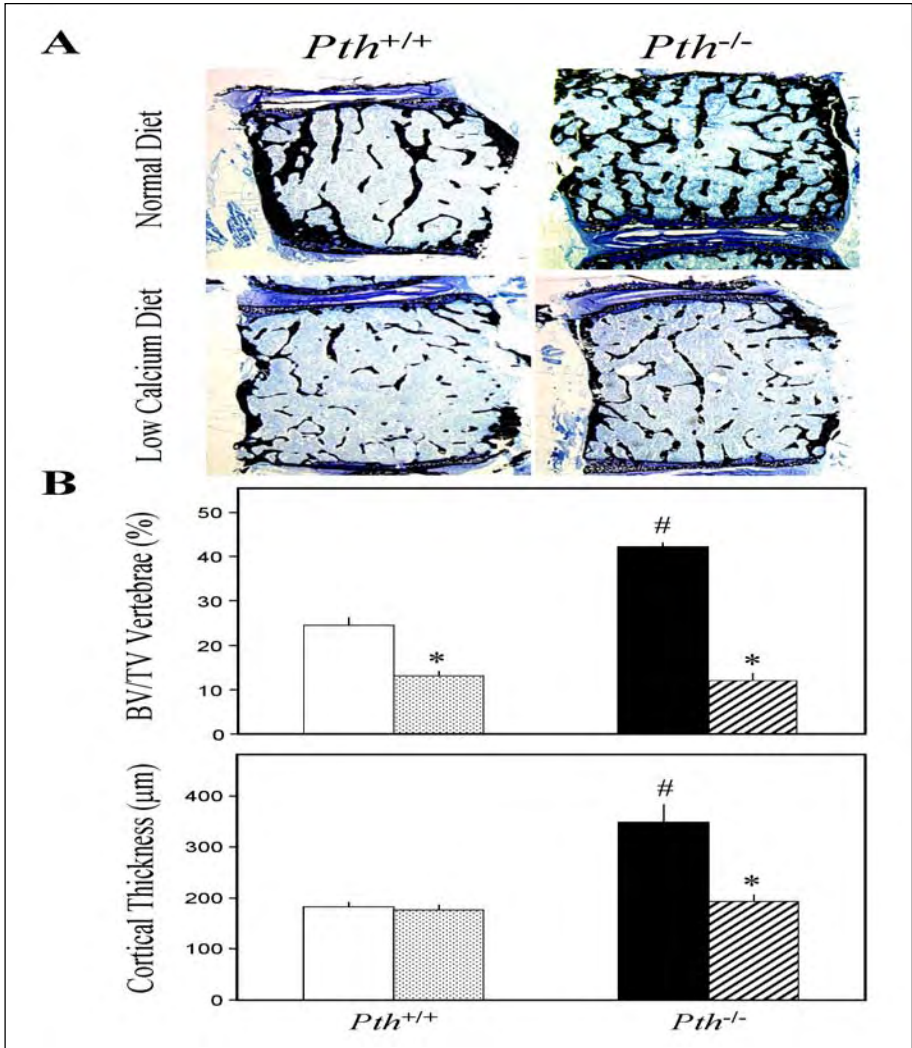 A
Pth+/+ Pth-/-
Normal Diet
Low Calcium Diet
B
BV/TV Vertebrae (%)
50
40
30
20
10
0
*
#
*
Cortical Thickness (µm)
400
300
200
100
0
#
*
Pth+/+ Pth-/-